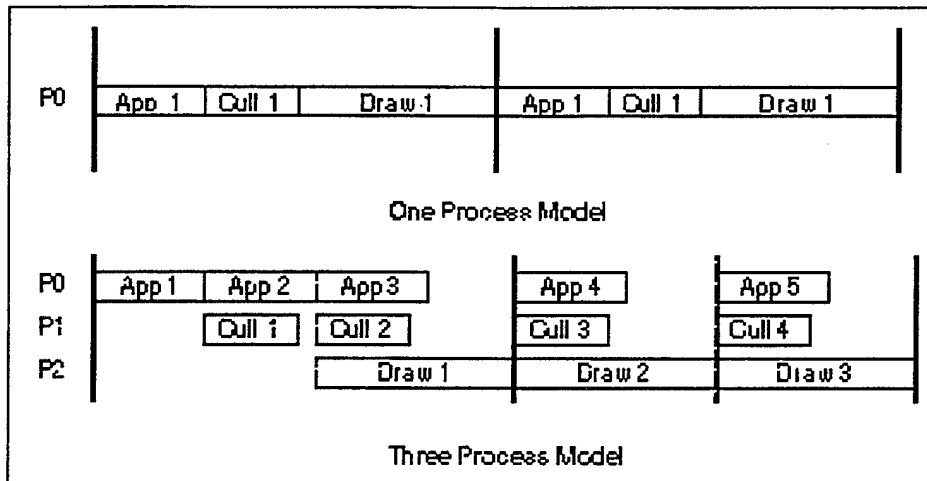 P0 App 1 Cull 1 Draw 1 App 1 Cull 1 Draw 1
One Process Model
P0 App 1 App 2 App 3 App 4 App 5
P1 Cull 1 Cull 2 Cull 3 Cull 4
P2 Draw 1 Draw 2 Draw 3
Three Process Model